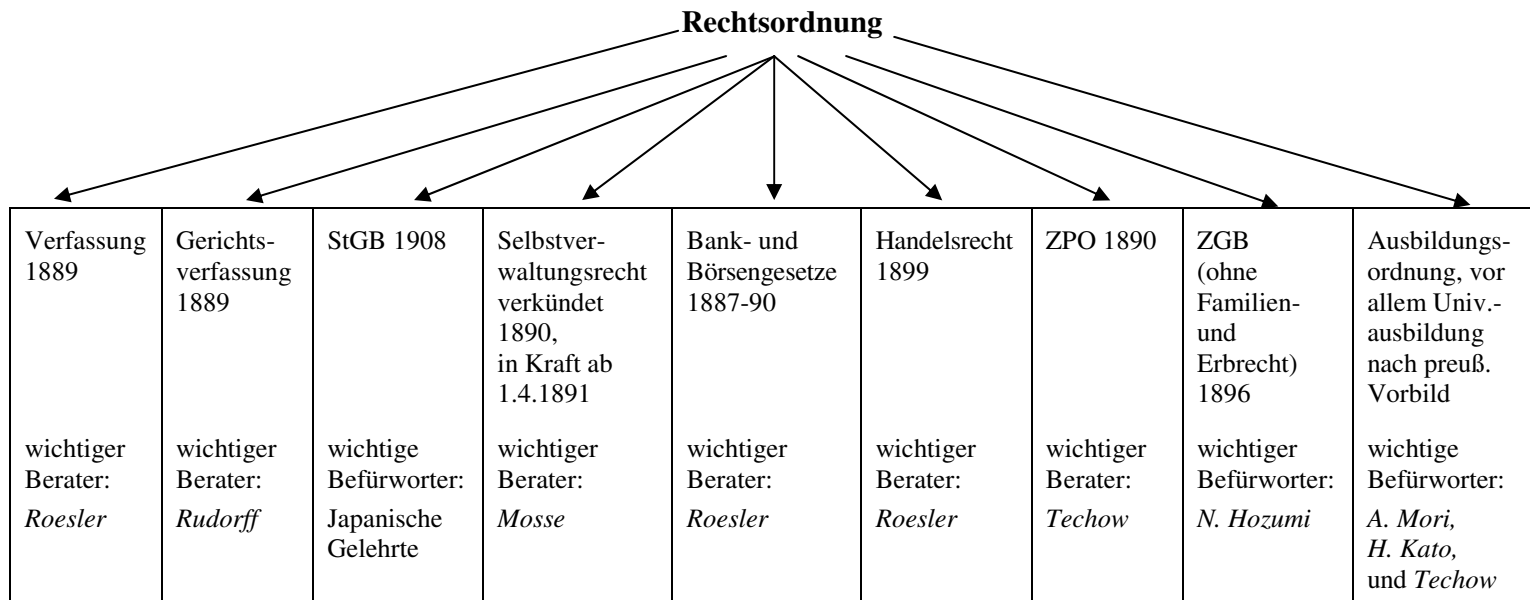 Rechtsordnung
Verfassung
1889
wichtiger
Berater:
Roesler
Gerichts-
verfassung
1889
wichtiger
Berater:
Rudorff
StGB 1908
wichtige
Befürworter:
Japanische
Gelehrte
Selbstver-
waltungsrecht
verkündet
1890,
in Kraft ab
1.4.1891
wichtiger
Berater:
Mosse
Bank- und
Börsengesetze
1887-90
wichtiger
Berater:
Roesler
Handelsrecht
1899
wichtiger
Berater:
Roesler
ZPO 1890
wichtiger
Berater:
Techow
ZGB
(ohne
Familien-
und
Erbrecht)
1896
wichtiger
Befürworter:
N. Hozumi
Ausbildungs-
ordnung, vor
allem Univ.-
ausbildung
nach preuß.
Vorbild
wichtige
Befürworter:
A. Mori,
H. Kato,
und Techow